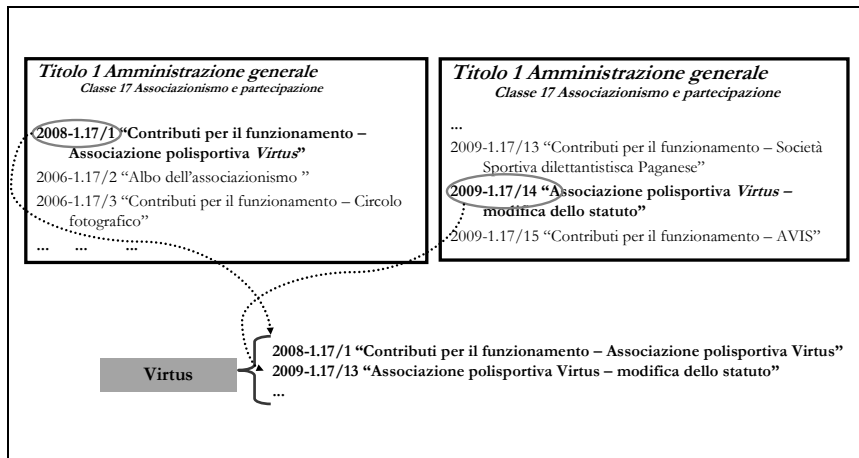 Titolo 1 Amministrazione generale
Classe 17 Associazionismo e partecipazione
2008-1.17/1 “Contributi per il funzionamento –
Associazione polisportiva Virtus”
2006-1.17/2 “Albo dell’associazionismo ”
2006-1.17/3 “Contributi per il funzionamento – Circolo
fotografico”
... ... ...
Titolo 1 Amministrazione generale
Classe 17 Associazionismo e partecipazione
...
2009-1.17/13 “Contributi per il funzionamento – Società
Sportiva dilettantistisca Paganese”
2009-1.17/14 “Associazione polisportiva Virtus –
modifica dello statuto”
2009-1.17/15 “Contributi per il funzionamento – AVIS”
Virtus
2008-1.17/1 “Contributi per il funzionamento – Associazione polisportiva Virtus”
2009-1.17/13 “Associazione polisportiva Virtus – modifica dello statuto”
...